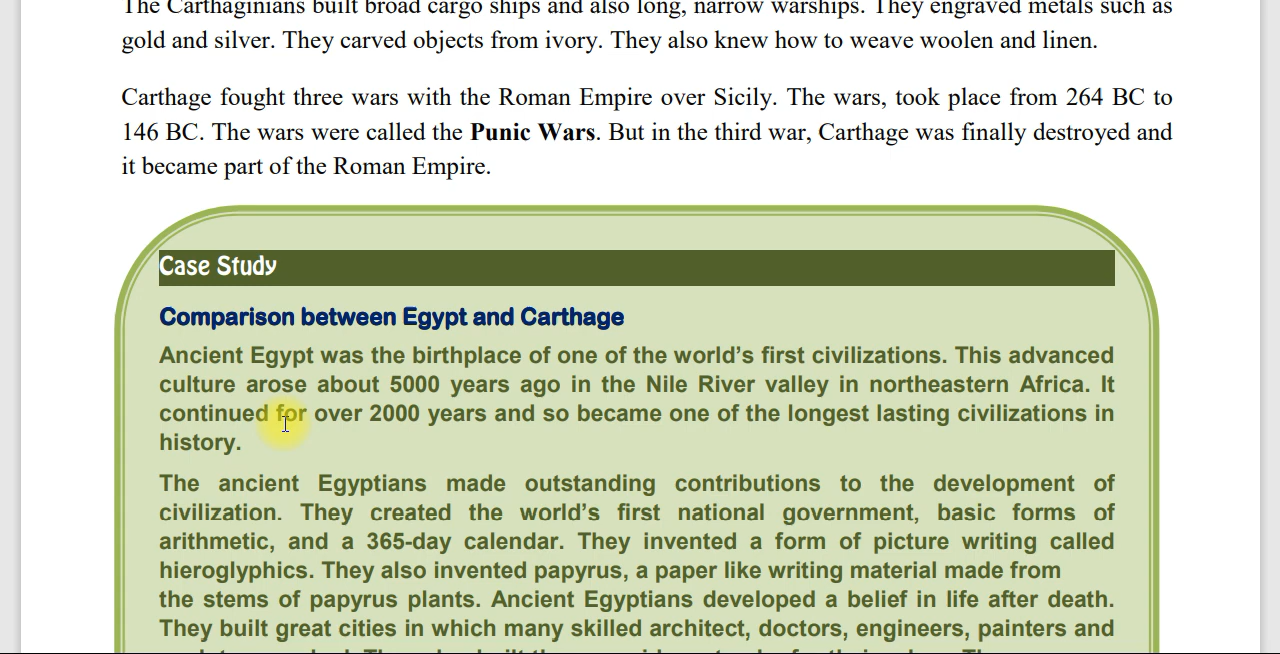 The Carthaginians built broad cargo ships and also long, narrow warships. They engraved metals such as
gold and silver. They carved objects from ivory. They also knew how to weave woolen and linen.
Carthage fought three wars with the Roman Empire over Sicily. The wars, took place from 264 BC to
146 BC. The wars were called the Punic Wars. But in the third war, Carthage was finally destroyed and
it became part of the Roman Empire.
Case Study
Comparison between Egypt and Carthage
Ancient Egypt was the birthplace of one of the world’s first civilizations. This advanced
culture arose about 5000 years ago in the Nile River valley in northeastern Africa. It
continued for over 2000 years and so became one of the longest lasting civilizations in
history.
The ancient Egyptians made outstanding contributions to the development of
civilization. They created the world’s first national government, basic forms of
arithmetic, and a 365-day calendar. They invented a form of picture writing called
hieroglyphics. They also invented papyrus, a paper like writing material made from
the stems of papyrus plants. Ancient Egyptians developed a belief in life after death.
They built great cities in which many skilled architect, doctors, engineers, painters and